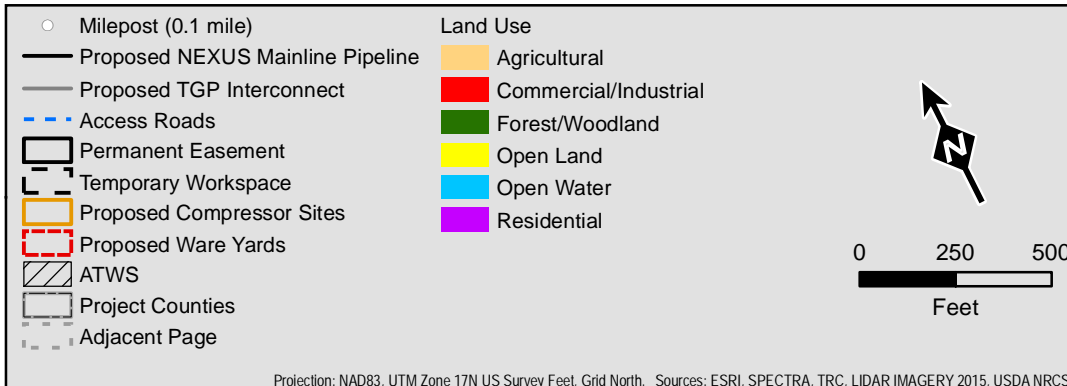 Milepost (0.1 mile)
Proposed NEXUS Mainline Pipeline
Proposed TGP Interconnect
Access Roads
Permanent Easement
Temporary Workspace
Proposed Compressor Sites
Proposed Ware Yards
ATWS
Project Counties
Adjacent Page
Land Use
Agricultural
Commercial/Industrial
Forest/Woodland
Open Land
Open Water
Residential
N
0 250 500
Feet
Projection: NAD83, UTM Zone 17N US Survey Feet, Grid North. Sources: ESRI, SPECTRA, TRC, LIDAR IMAGERY 2015, USDA NRCS